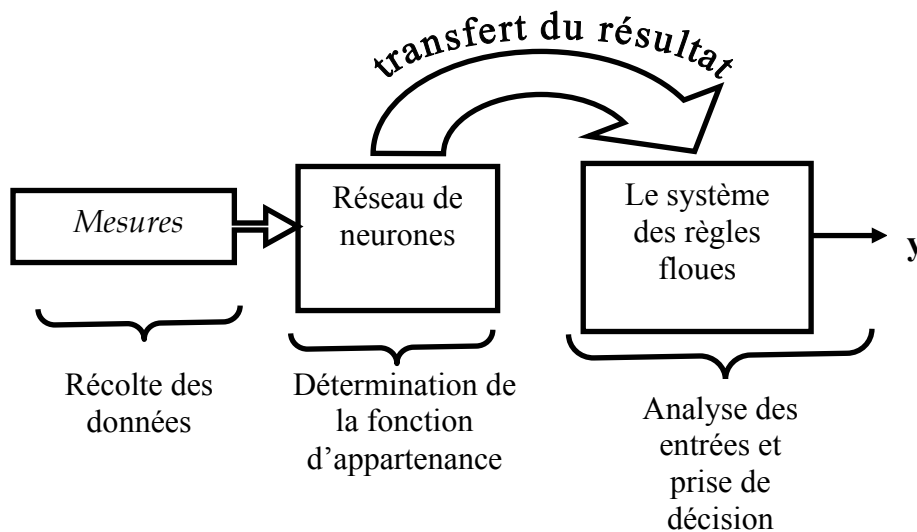 transfert du résultat
Mesures
Réseau de
neurones
Le système
des règles
floues
y
Récolte des
données
Détermination de
la fonction
d’appartenance
Analyse des
entrées et
prise de
décision